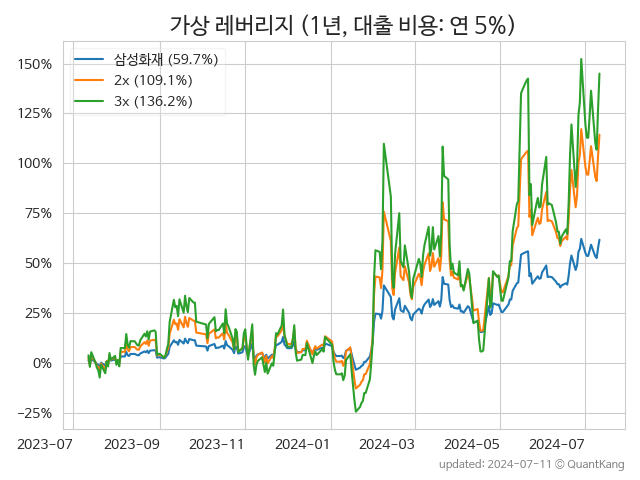 가상 레버리지 (1년, 대출 비용: 연 5%)
삼성화재 (59.7%)
2x (109.1%)
3x (136.2%)
150%
125%
100%
75%
50%
25%
0%
−25%
2023-07 2023-09 2023-11 2024-01 2024-03 2024-05 2024-07
updated: 2024-07-11 © QuantKang